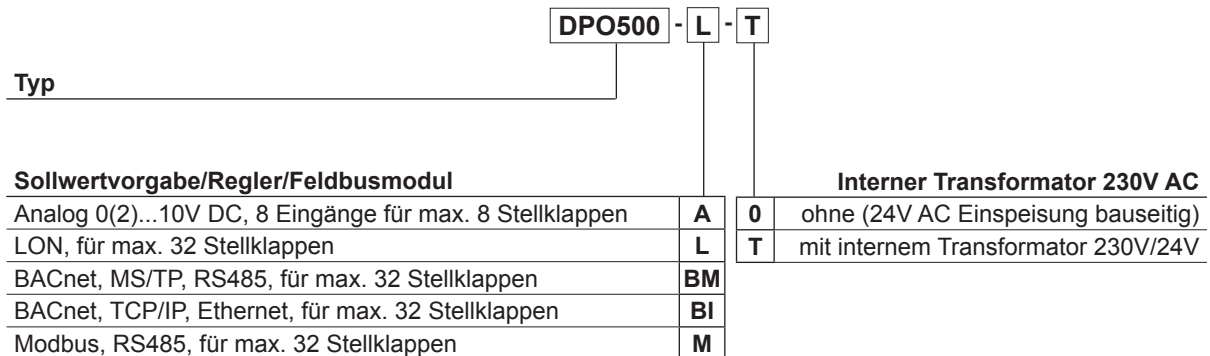 DPO500 - L - T
Typ
Sollwertvorgabe/Regler/Feldbusmodul
Analog 0(2)...10V DC, 8 Eingänge für max. 8 Stellklappen A
LON, für max. 32 Stellklappen L
BACnet, MS/TP, RS485, für max. 32 Stellklappen BM
BACnet, TCP/IP, Ethernet, für max. 32 Stellklappen BI
Modbus, RS485, für max. 32 Stellklappen M
Interner Transformator 230V AC
0 ohne (24V AC Einspeisung bauseitig)
T mit internem Transformator 230V/24V